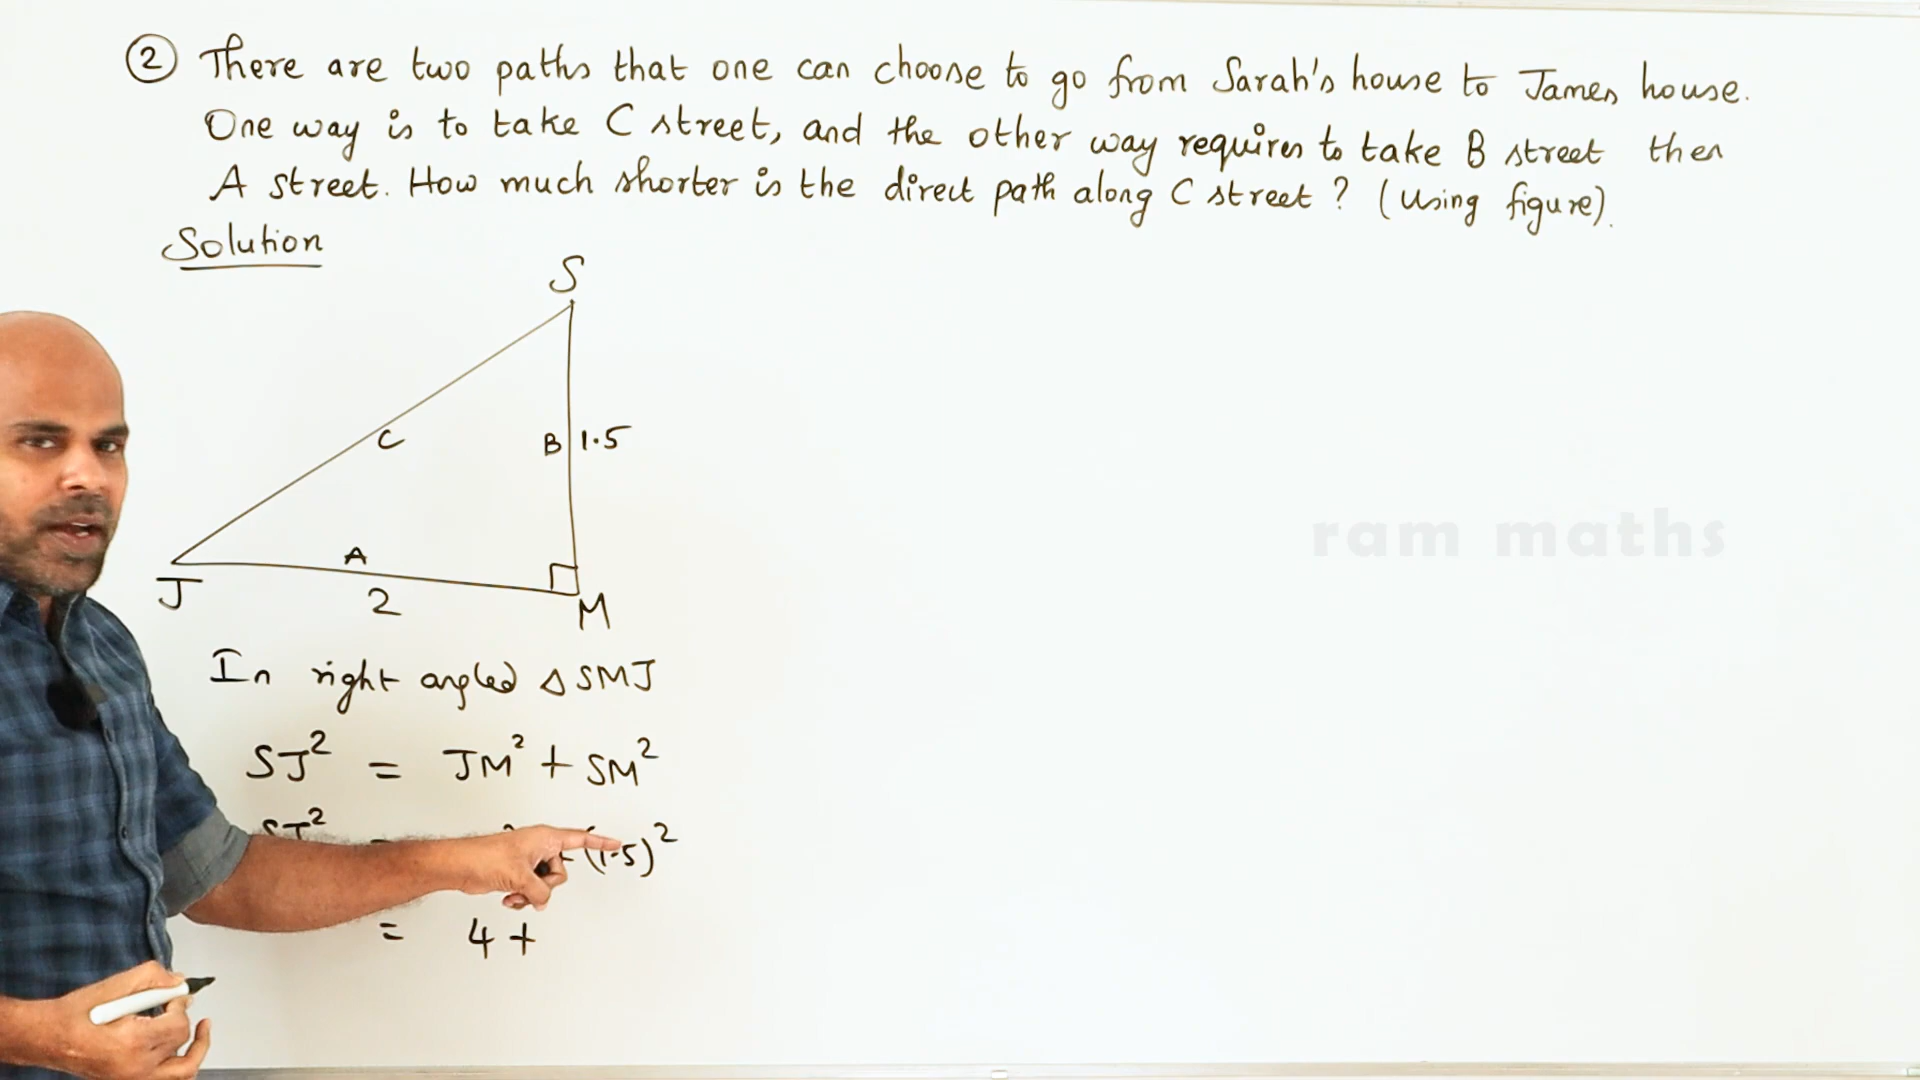 ② There are two paths that one can choose to go from Sarah's house to James house.
One way is to take C street, and the other way requires to take B street then
A street. How much shorter is the direct path along C street? (Using figure).
Solution
S
C
B 1.5
A
J
2
M
ram maths
In right angled △SMJ
SJ² = JM² + SM²
SJ² (1.5)²
= 4 +